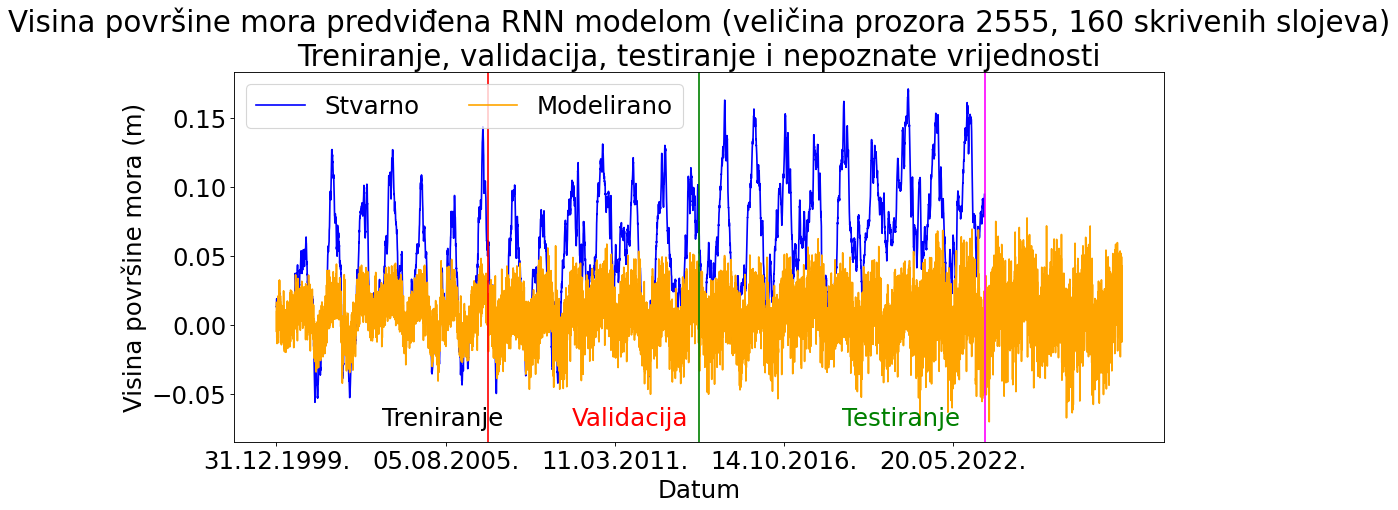 Visina površine mora predviđena RNN modelom (veličina prozora 2555, 160 skrivenih slojeva)
Treniranje, validacija, testiranje i nepoznate vrijednosti
Stvarno Modelirano
Visina površine mora (m)
0.15
0.10
0.05
0.00
−0.05
Treniranje Validacija Testiranje
31.12.1999. 05.08.2005. 11.03.2011. 14.10.2016. 20.05.2022.
Datum